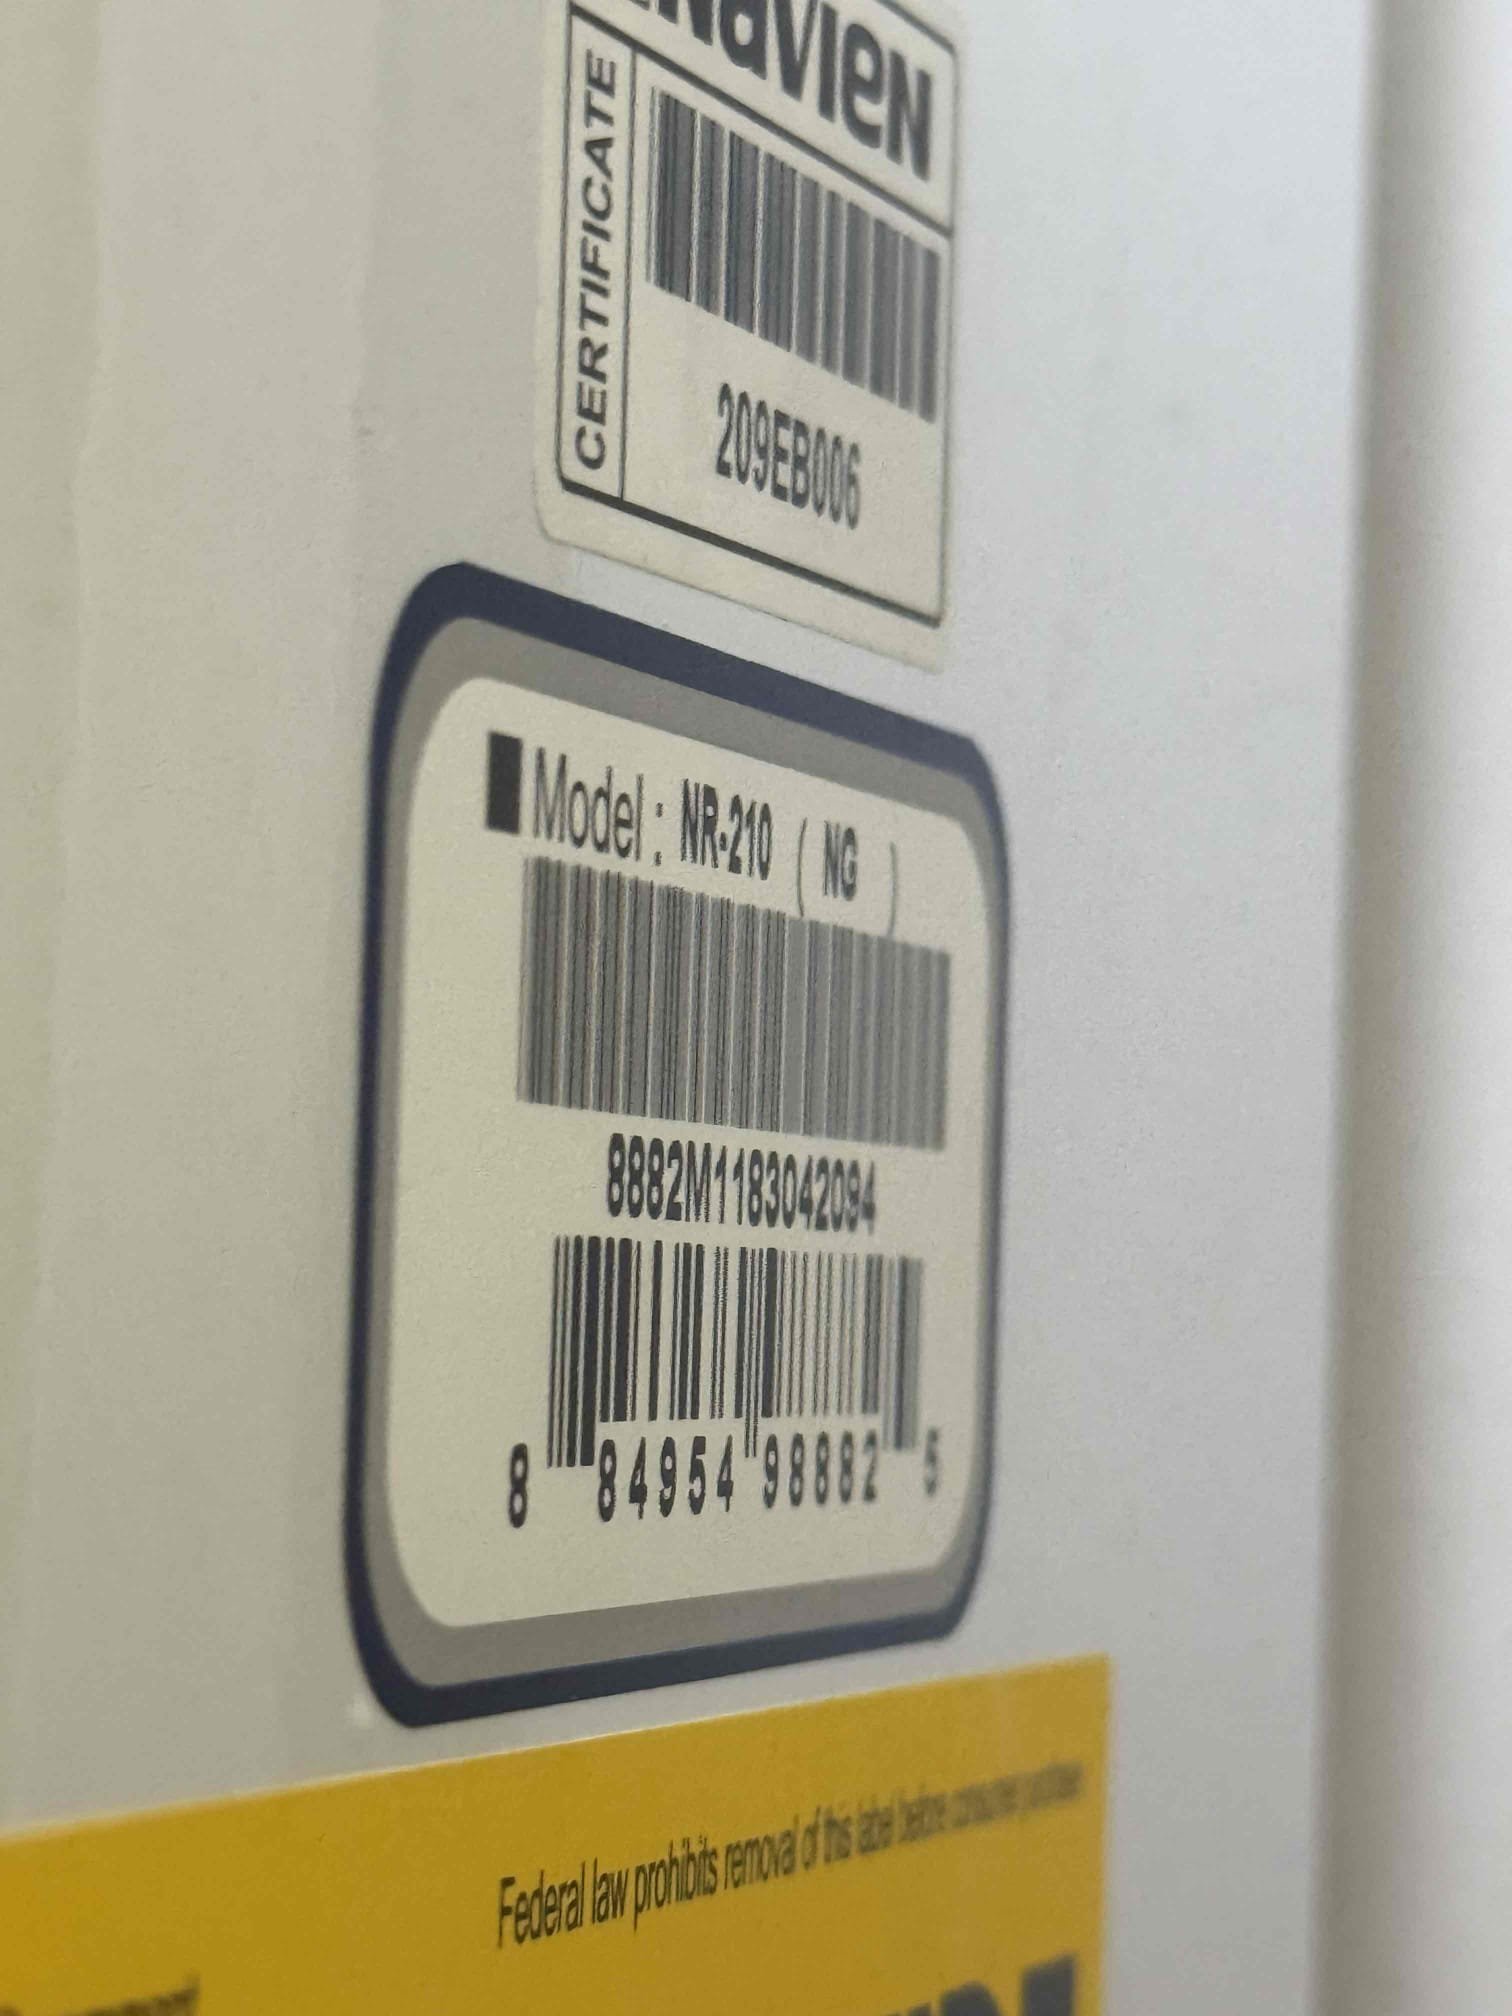 NaVIEN
CERTIFICATE
209EB006
Model : NR-210 ( NG )
8882M1183042094
8 84954 98882 5
Federal law prohibits removal of this label before consumer purchase